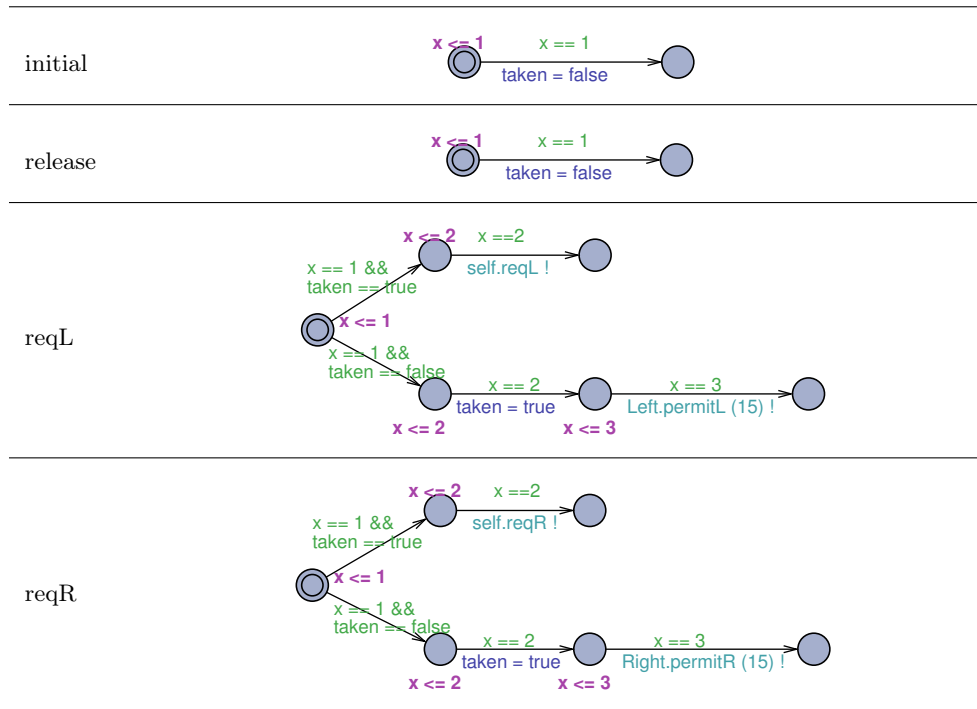 initial
x <= 1
x == 1
taken = false
release
x <= 1
x == 1
taken = false
reqL
x <= 2
x ==2
self.reqL !
x == 1 &&
taken == true
x <= 1
x == 1 &&
taken == false
x == 2
taken = true
x == 3
Left.permitL (15) !
x <= 2
x <= 3
reqR
x <= 2
x ==2
self.reqR !
x == 1 &&
taken == true
x <= 1
x == 1 &&
taken == false
x == 2
taken = true
x == 3
Right.permitR (15) !
x <= 2
x <= 3